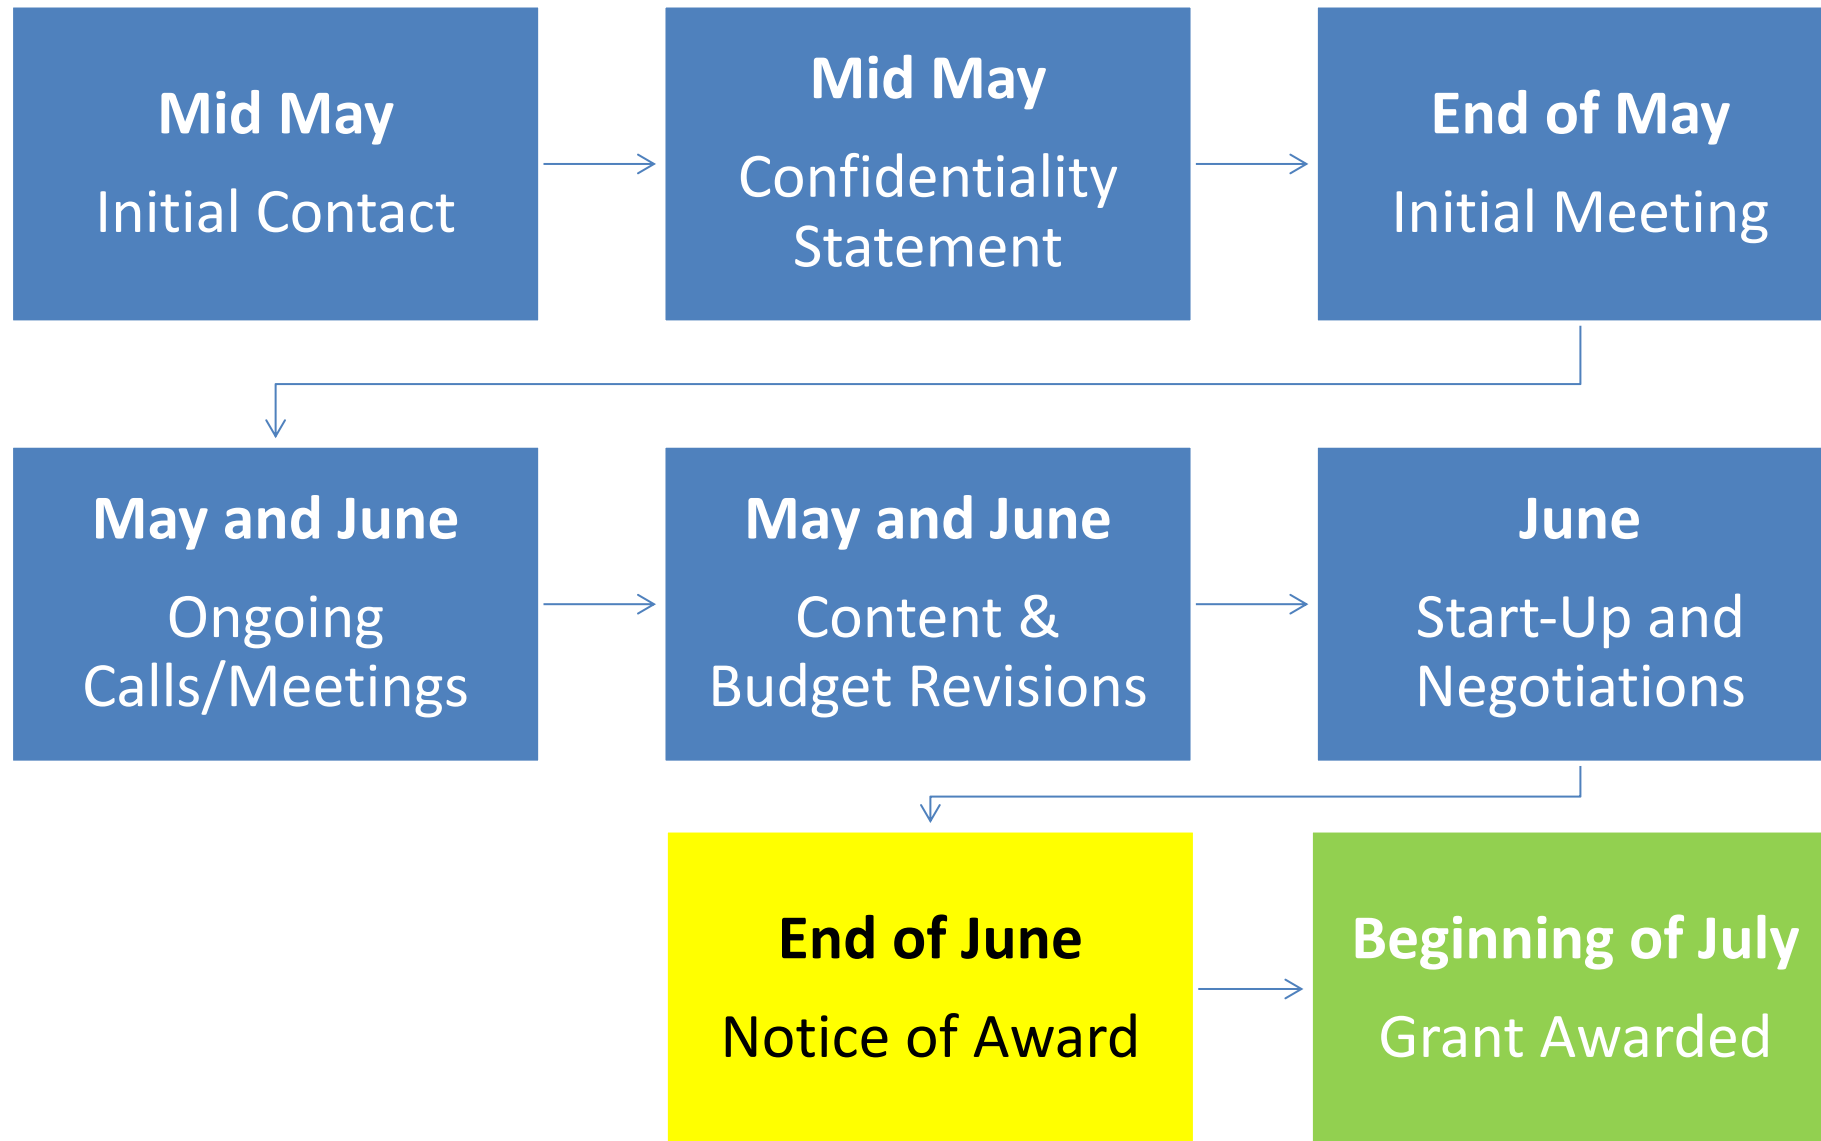 Mid May
Initial Contact
Mid May
Confidentiality
Statement
End of May
Initial Meeting
May and June
Ongoing
Calls/Meetings
May and June
Content &
Budget Revisions
June
Start-Up and
Negotiations
End of June
Notice of Award
Beginning of July
Grant Awarded